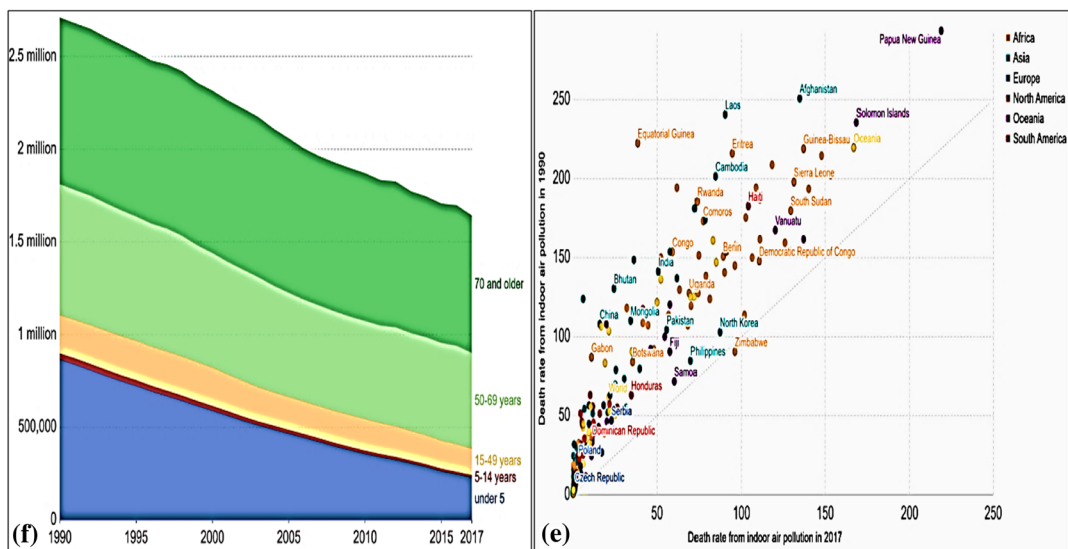 2.5 million
2 million
1.5 million
1 million
500,000
0
1990
1995
2000
2005
2010
2015 2017
70 and older
50-69 years
15-49 years
5-14 years
under 5
(f)
Death rate from indoor air pollution in 1990
250
200
150
100
50
0
Papua New Guinea
Afghanistan
Laos
Solomon Islands
Equatorial Guinea
Guinea-Bissau
Oceania
Eritrea
Cambodia
Sierra Leone
Rwanda
Haiti
South Sudan
Comoros
Vanuatu
Congo
Benin
Democratic Republic of Congo
India
Bhutan
Uganda
China
Mongolia
Pakistan
North Korea
Fiji
Zimbabwe
Gabon
Botswana
Philippines
Samoa
World
Honduras
Serbia
Dominican Republic
Poland
Czech Republic
Africa
Asia
Europe
North America
Oceania
South America
50
100
150
200
250
Death rate from indoor air pollution in 2017
(e)